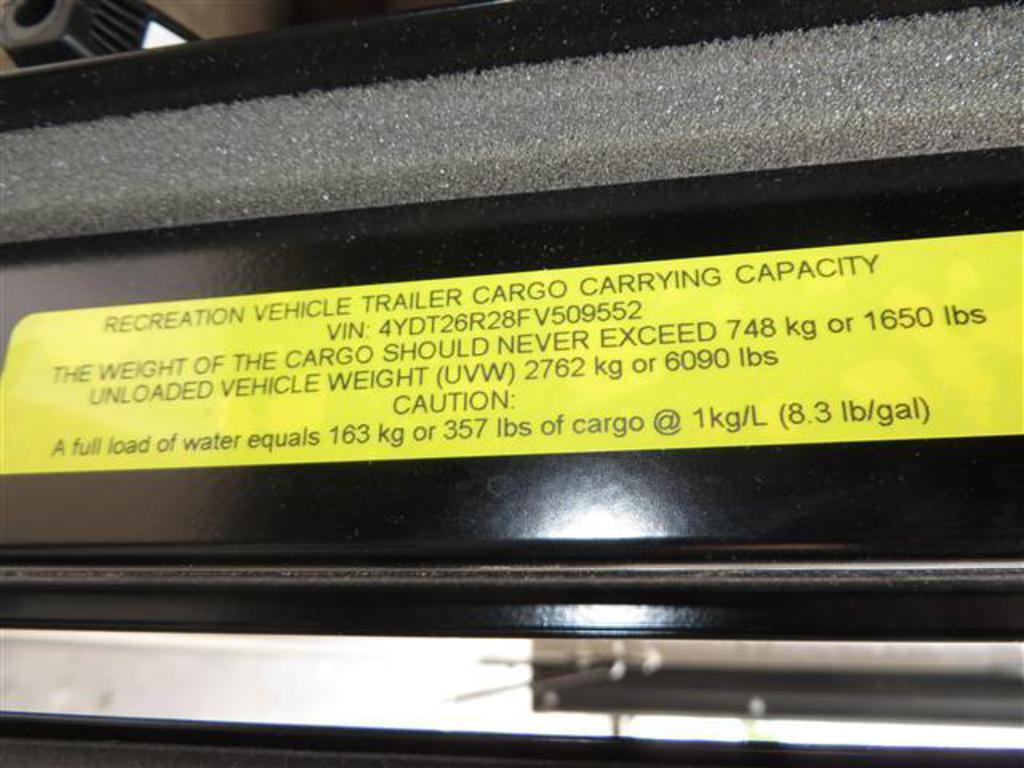 RECREATION VEHICLE TRAILER CARGO CARRYING CAPACITY
VIN: 4YDT26R28FV509552
THE WEIGHT OF THE CARGO SHOULD NEVER EXCEED 748 kg or 1650 lbs
UNLOADED VEHICLE WEIGHT (UVW) 2762 kg or 6090 lbs
CAUTION:
A full load of water equals 163 kg or 357 lbs of cargo @ 1kg/L (8.3 lb/gal)